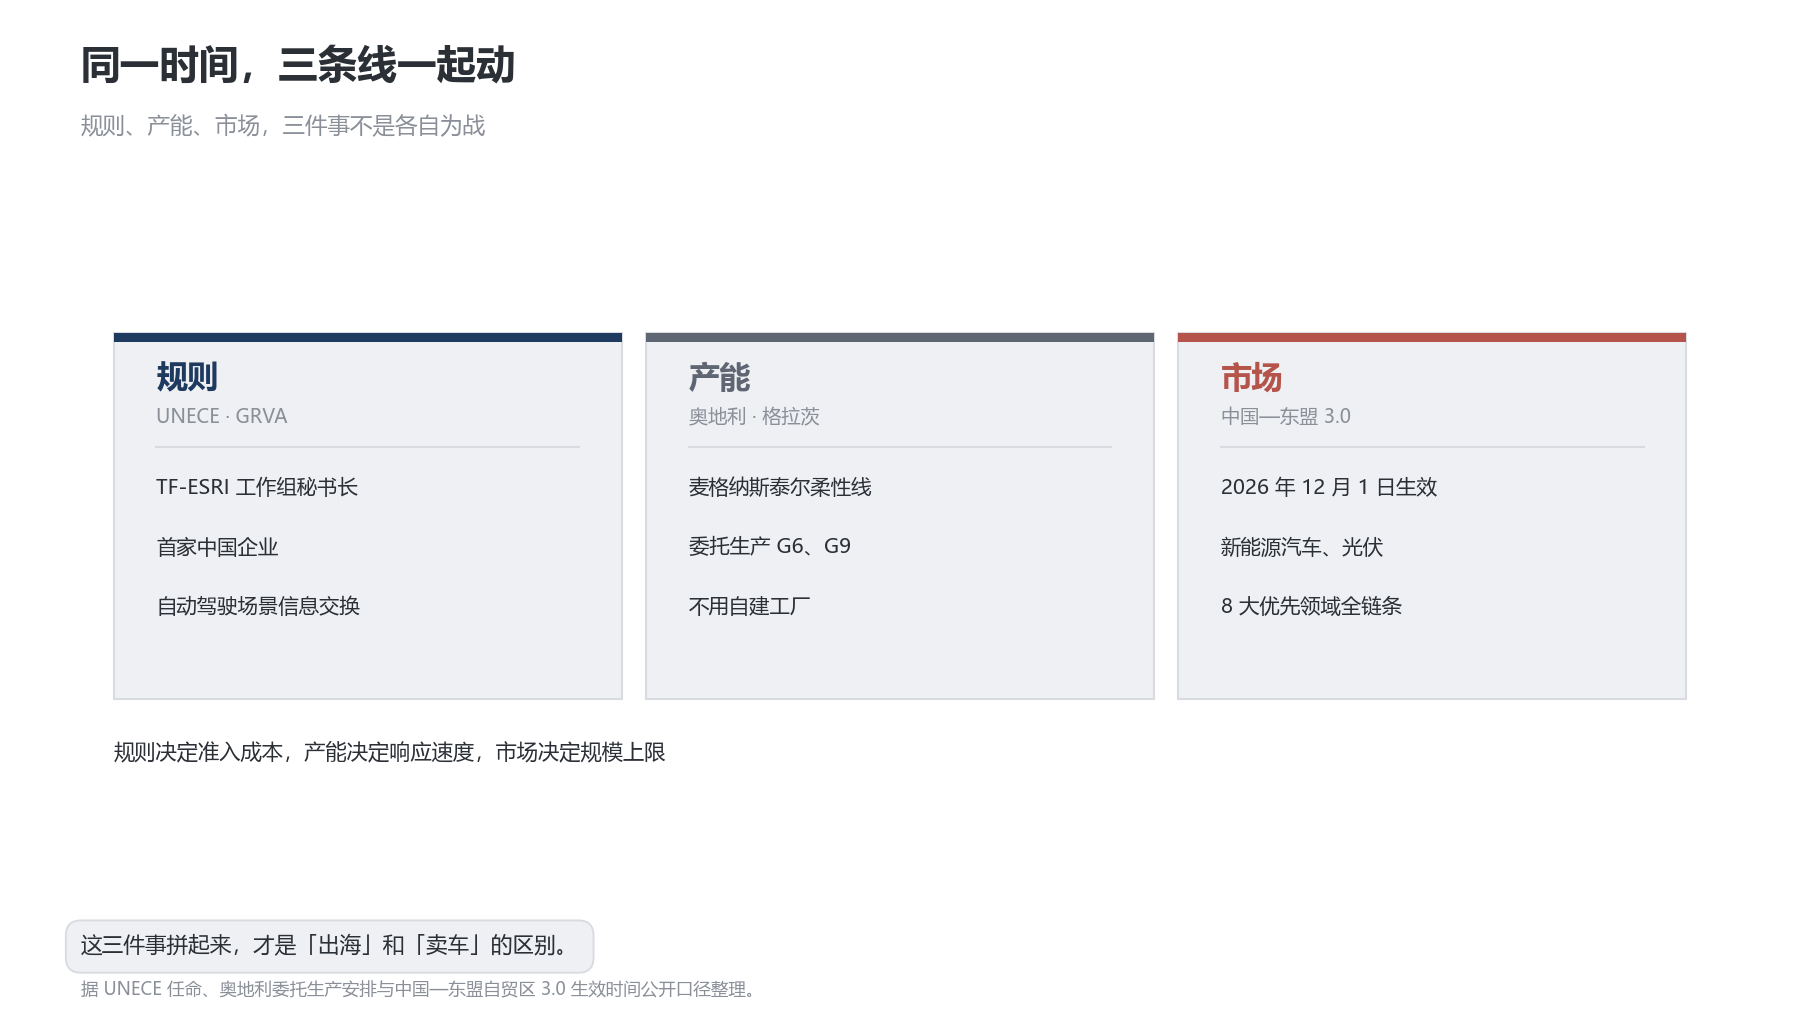 同一时间，三条线一起动
规则、产能、市场，三件事不是各自为战
规则
UNECE · GRVA
TF-ESRI 工作组秘书长
首家中国企业
自动驾驶场景信息交换
产能
奥地利 · 格拉茨
麦格纳斯泰尔柔性线
委托生产 G6、G9
不用自建工厂
市场
中国—东盟 3.0
2026 年 12 月 1 日生效
新能源汽车、光伏
8 大优先领域全链条
规则决定准入成本，产能决定响应速度，市场决定规模上限
这三件事拼起来，才是「出海」和「卖车」的区别。
据 UNECE 任命、奥地利委托生产安排与中国—东盟自贸区 3.0 生效时间公开口径整理。